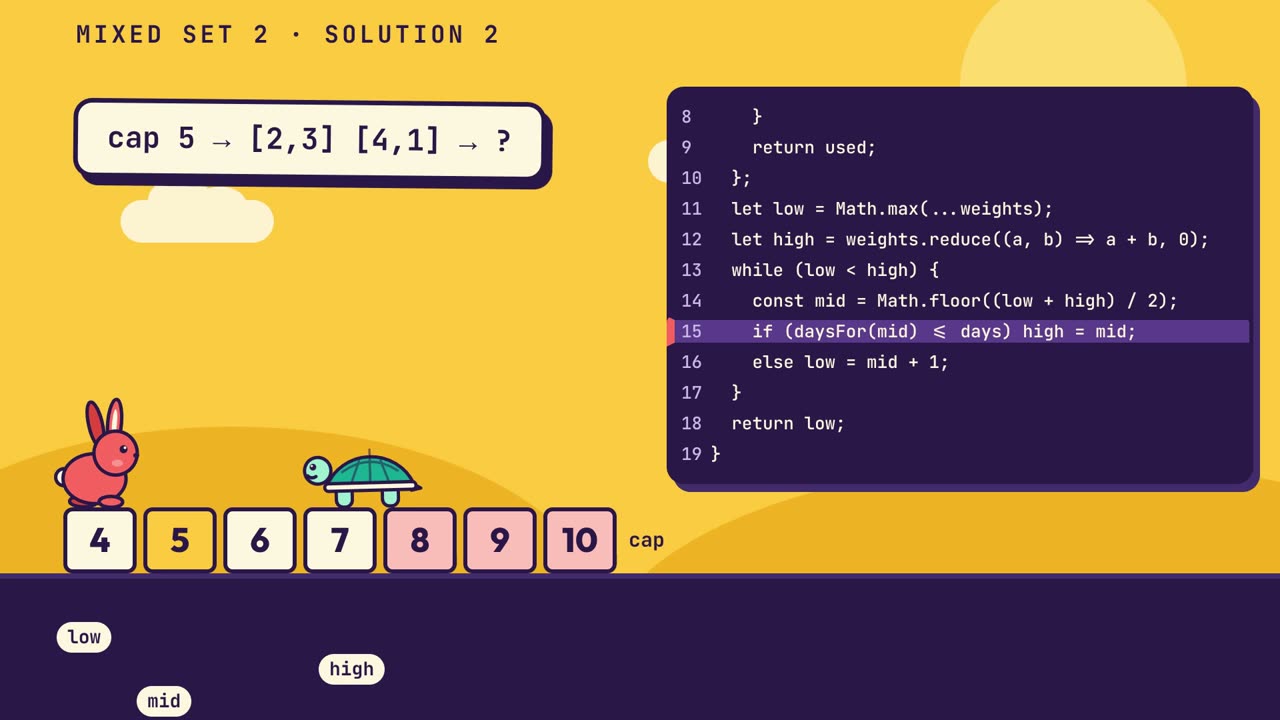 MIXED SET 2 · SOLUTION 2
cap 5 → [2,3] [4,1] → ?
8 }
9 return used;
10 };
11 let low = Math.max(...weights);
12 let high = weights.reduce((a, b) => a + b, 0);
13 while (low < high) {
14 const mid = Math.floor((low + high) / 2);
15 if (daysFor(mid) <= days) high = mid;
16 else low = mid + 1;
17 }
18 return low;
19 }
4 5 6 7 8 9 10 cap
low
high
mid